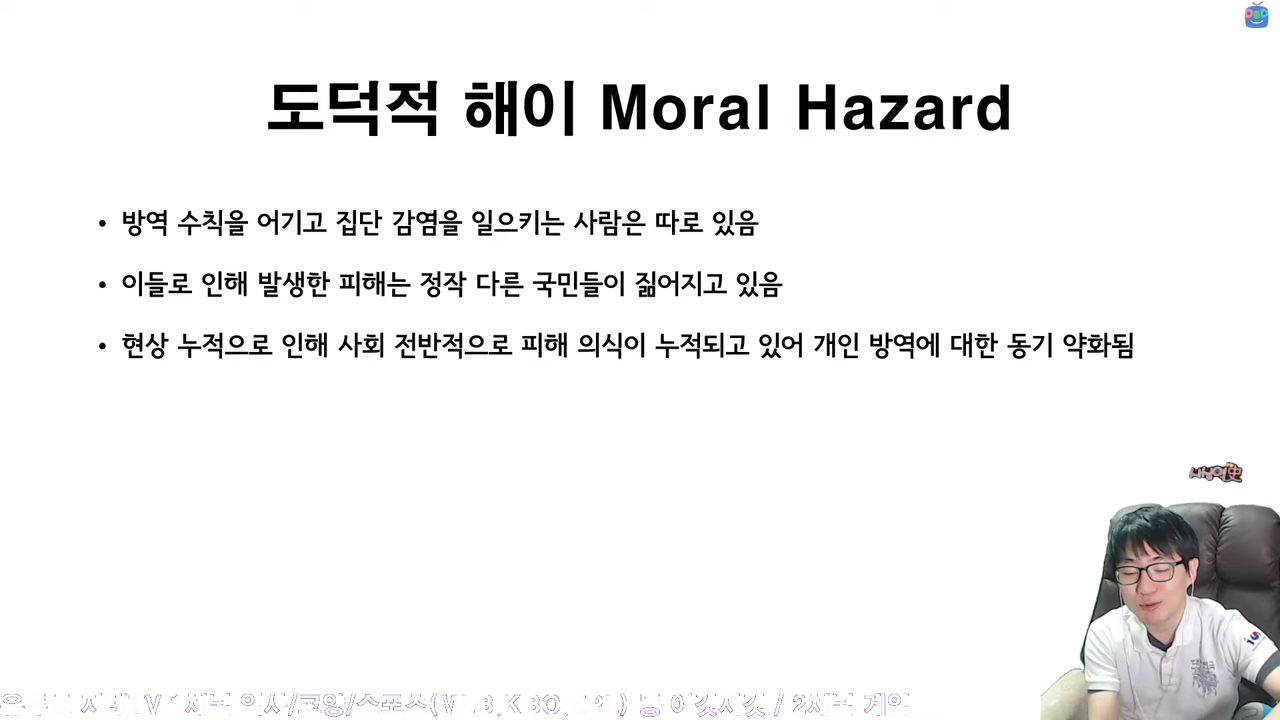 도덕적 해이 Moral Hazard
• 방역 수칙을 어기고 집단 감염을 일으키는 사람은 따로 있음
• 이들로 인해 발생한 피해는 정작 다른 국민들이 짊어지고 있음
• 현상 누적으로 인해 사회 전반적으로 피해 의식이 누적되고 있어 개인 방역에 대한 동기 약화됨